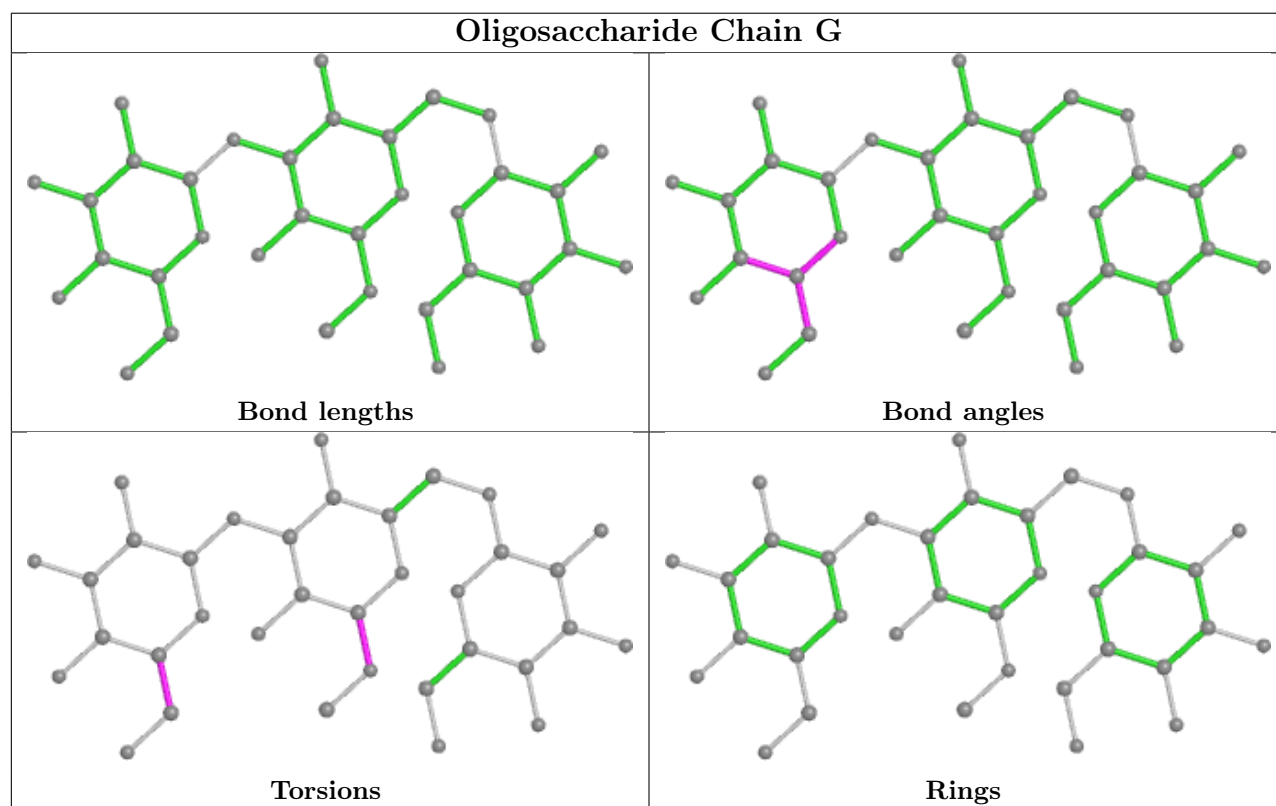 Oligosaccharide Chain G
Bond lengths
Bond angles
Torsions
Rings